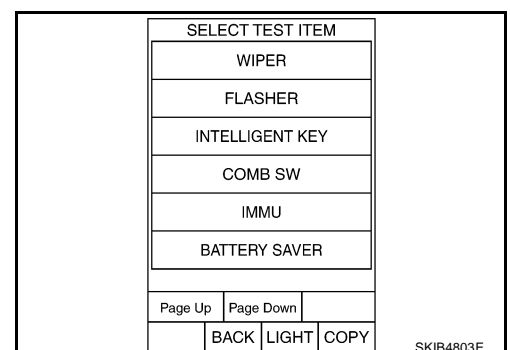 SELECT TEST ITEM
WIPER
FLASHER
INTELLIGENT KEY
COMB SW
IMMU
BATTERY SAVER
Page Up Page Down
BACK LIGHT COPY
SKIB4803E